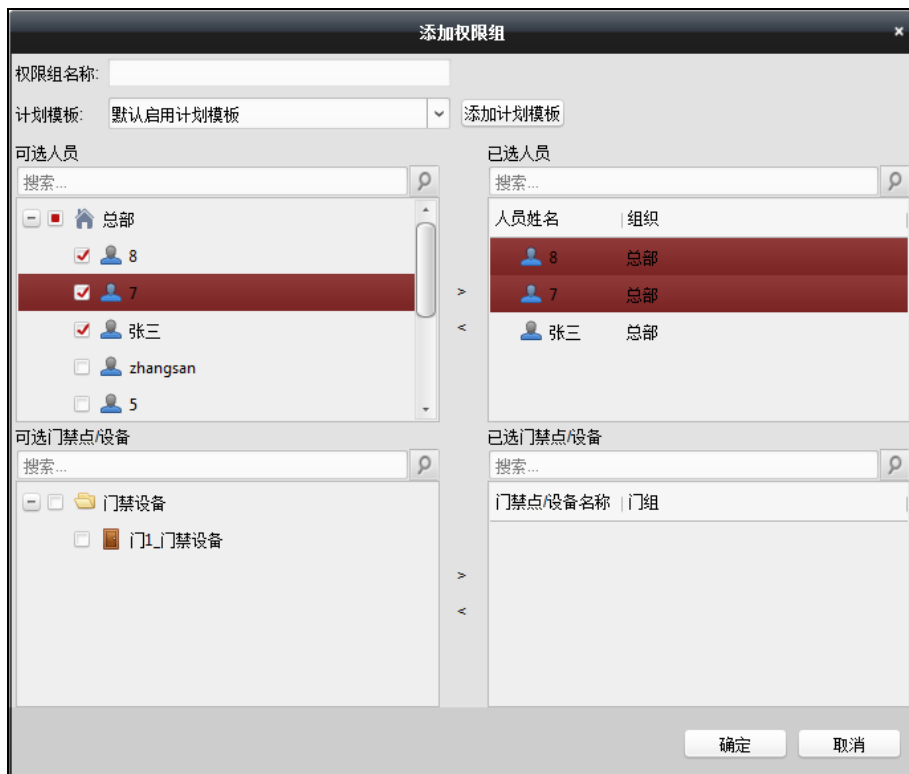 添加权限组
权限组名称:
计划模板: 默认启用计划模板 添加计划模板
可选人员
搜索...
总部
8
7
张三
zhangsan
5
已选人员
搜索...
人员姓名 组织
8 总部
7 总部
张三 总部
可选门禁点/设备
搜索...
门禁设备
门1_门禁设备
已选门禁点/设备
搜索...
门禁点/设备名称 门组
> 
<
>
<
确定 取消